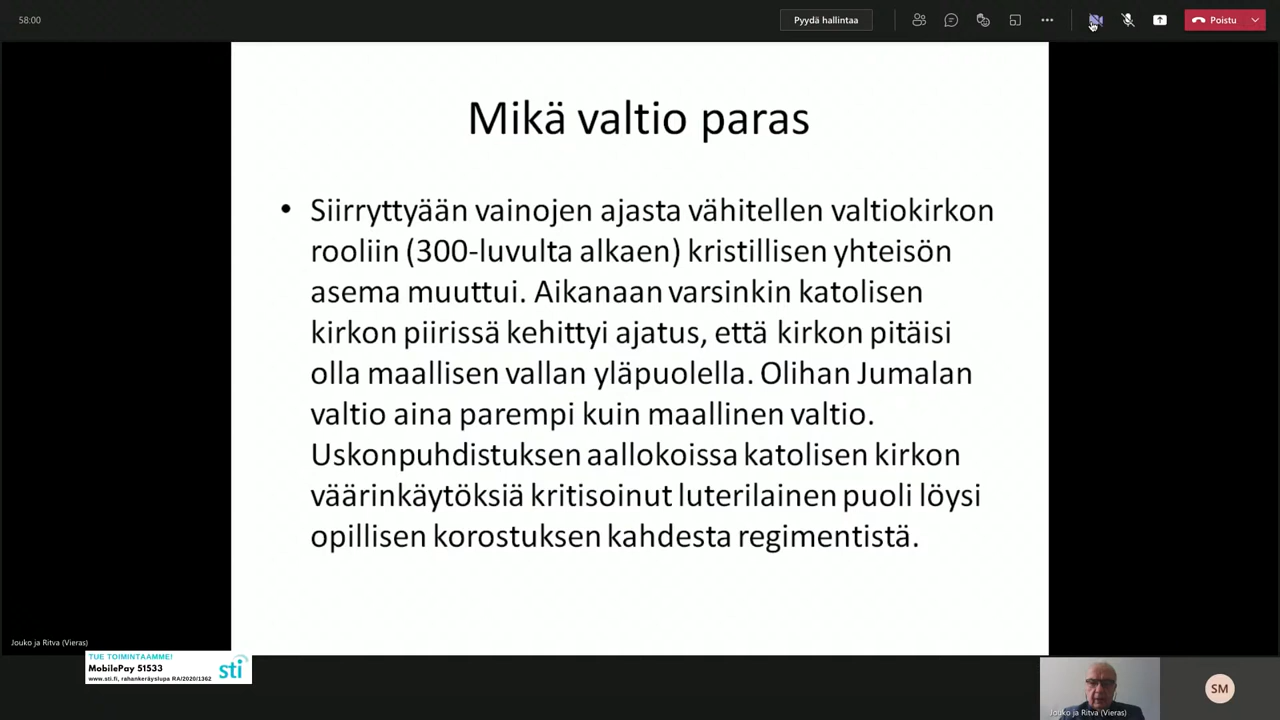 58:00
Pyydä hallintaa
Poistu
Mikä valtio paras
• Siirryttyään vainojen ajasta vähitellen valtiokirkon
rooliin (300-luvulta alkaen) kristillisen yhteisön
asema muuttui. Aikanaan varsinkin katolisen
kirkon piirissä kehittyi ajatus, että kirkon pitäisi
olla maallisen vallan yläpuolella. Olihan Jumalan
valtio aina parempi kuin maallinen valtio.
Uskonpuhdistuksen aallokoissa katolisen kirkon
väärinkäytöksiä kritisoinut luterilainen puoli löysi
opillisen korostuksen kahdesta regimentistä.
Jouko ja Ritva (Vieras)
TUE TOIMINTAAMME!
MobilePay 51533
www.sti.fi, rahankeräyslupa RA/2020/1362
sti
SM
Jouko ja Ritva (Vieras)